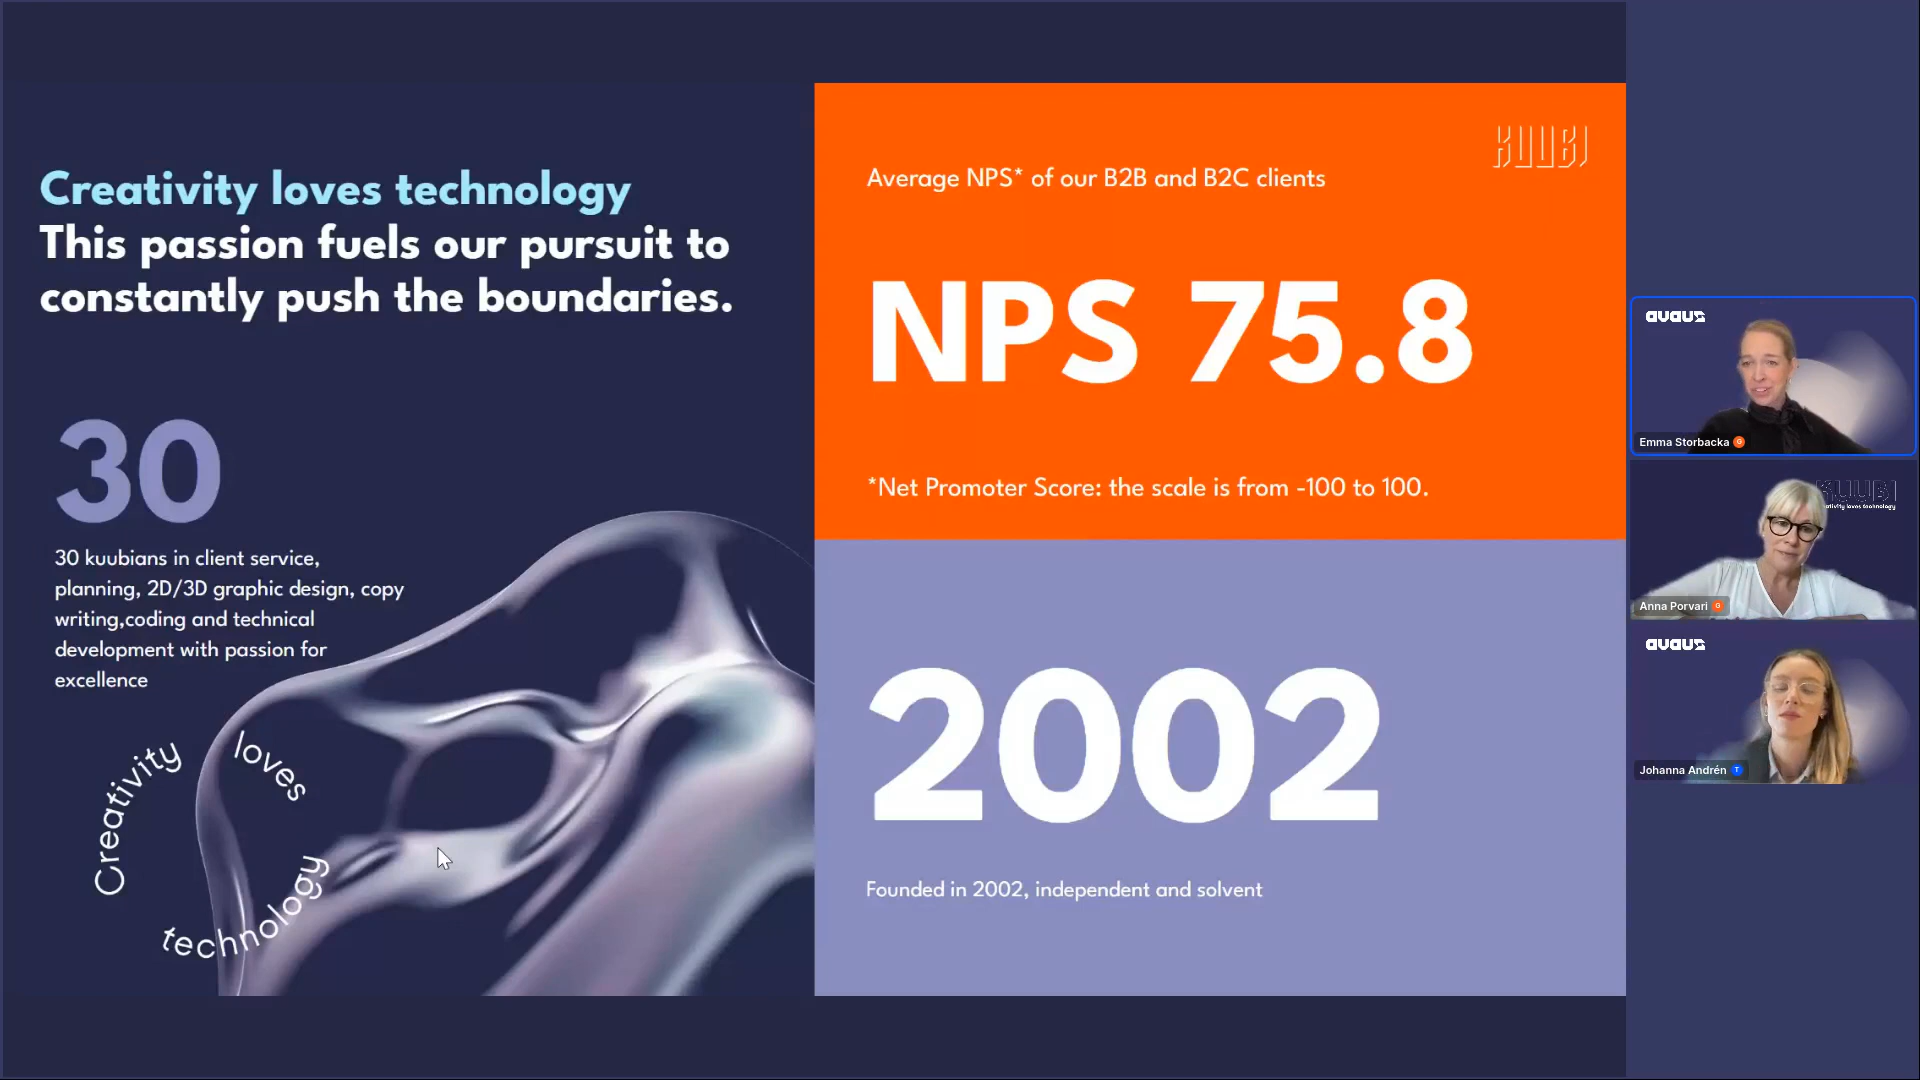 Creativity loves technology
This passion fuels our pursuit to
constantly push the boundaries.
30
30 kuubians in client service,
planning, 2D/3D graphic design, copy
writing,coding and technical
development with passion for
excellence
Creativity loves technology
KUUBI
Average NPS* of our B2B and B2C clients
NPS 75.8
*Net Promoter Score: the scale is from -100 to 100.
2002
Founded in 2002, independent and solvent
avaus
Emma Storbacka G
KUUBI
loves technology
Anna Porvari G
avaus
Johanna Andrén T